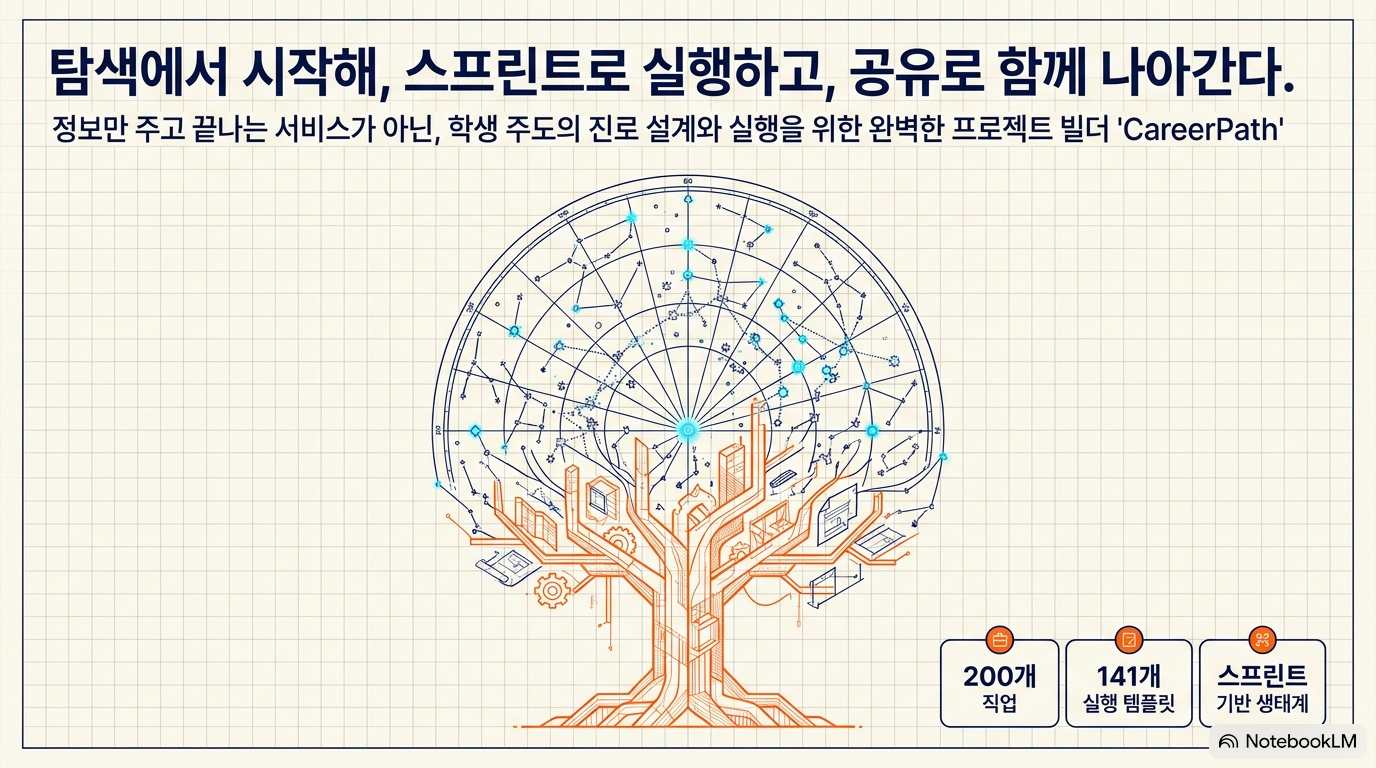 탐색에서 시작해, 스프린트로 실행하고, 공유로 함께 나아간다.
정보만 주고 끝나는 서비스가 아닌, 학생 주도의 진로 설계와 실행을 위한 완벽한 프로젝트 빌더 'CareerPath'
200개
직업
141개
실행 템플릿
스프린트
기반 생태계
NotebookLM